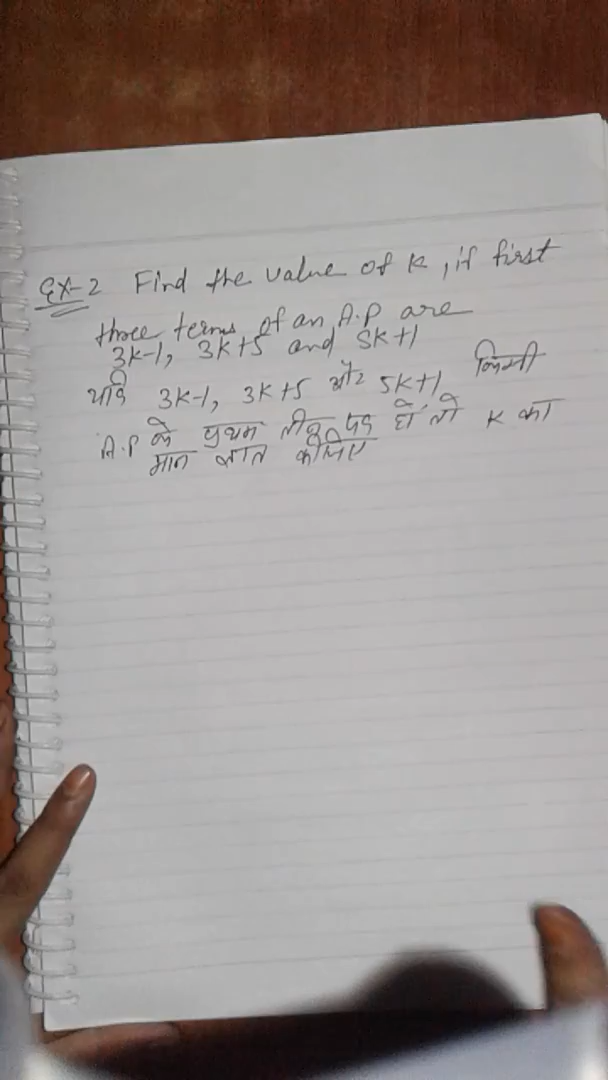 Ex-2 Find the value of K, if first
three terms of an A.P are
3K-1, 3K+5 and 5K+1
यदि 3K-1, 3K+5 और 5K+1 किसी
A.P के प्रथम तीन पद हों तो K का
मान ज्ञात कीजिए